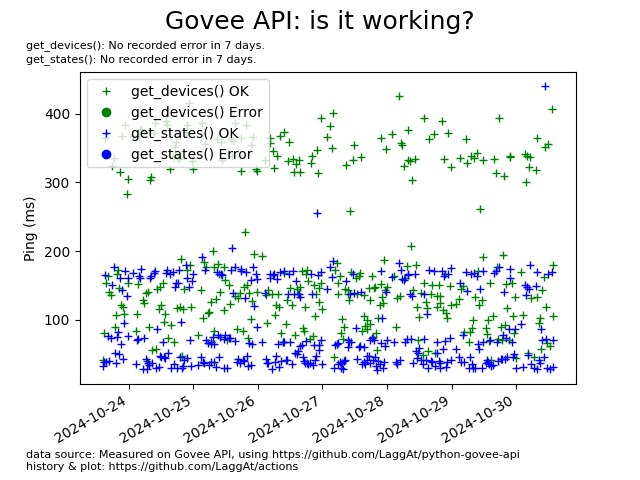 Govee API: is it working?
get_devices(): No recorded error in 7 days.
get_states(): No recorded error in 7 days.
get_devices() OK
get_devices() Error
get_states() OK
get_states() Error
Ping (ms)
400
300
200
100
2024-10-24
2024-10-25
2024-10-26
2024-10-27
2024-10-28
2024-10-29
2024-10-30
data source: Measured on Govee API, using https://github.com/LaggAt/python-govee-api
history & plot: https://github.com/LaggAt/actions